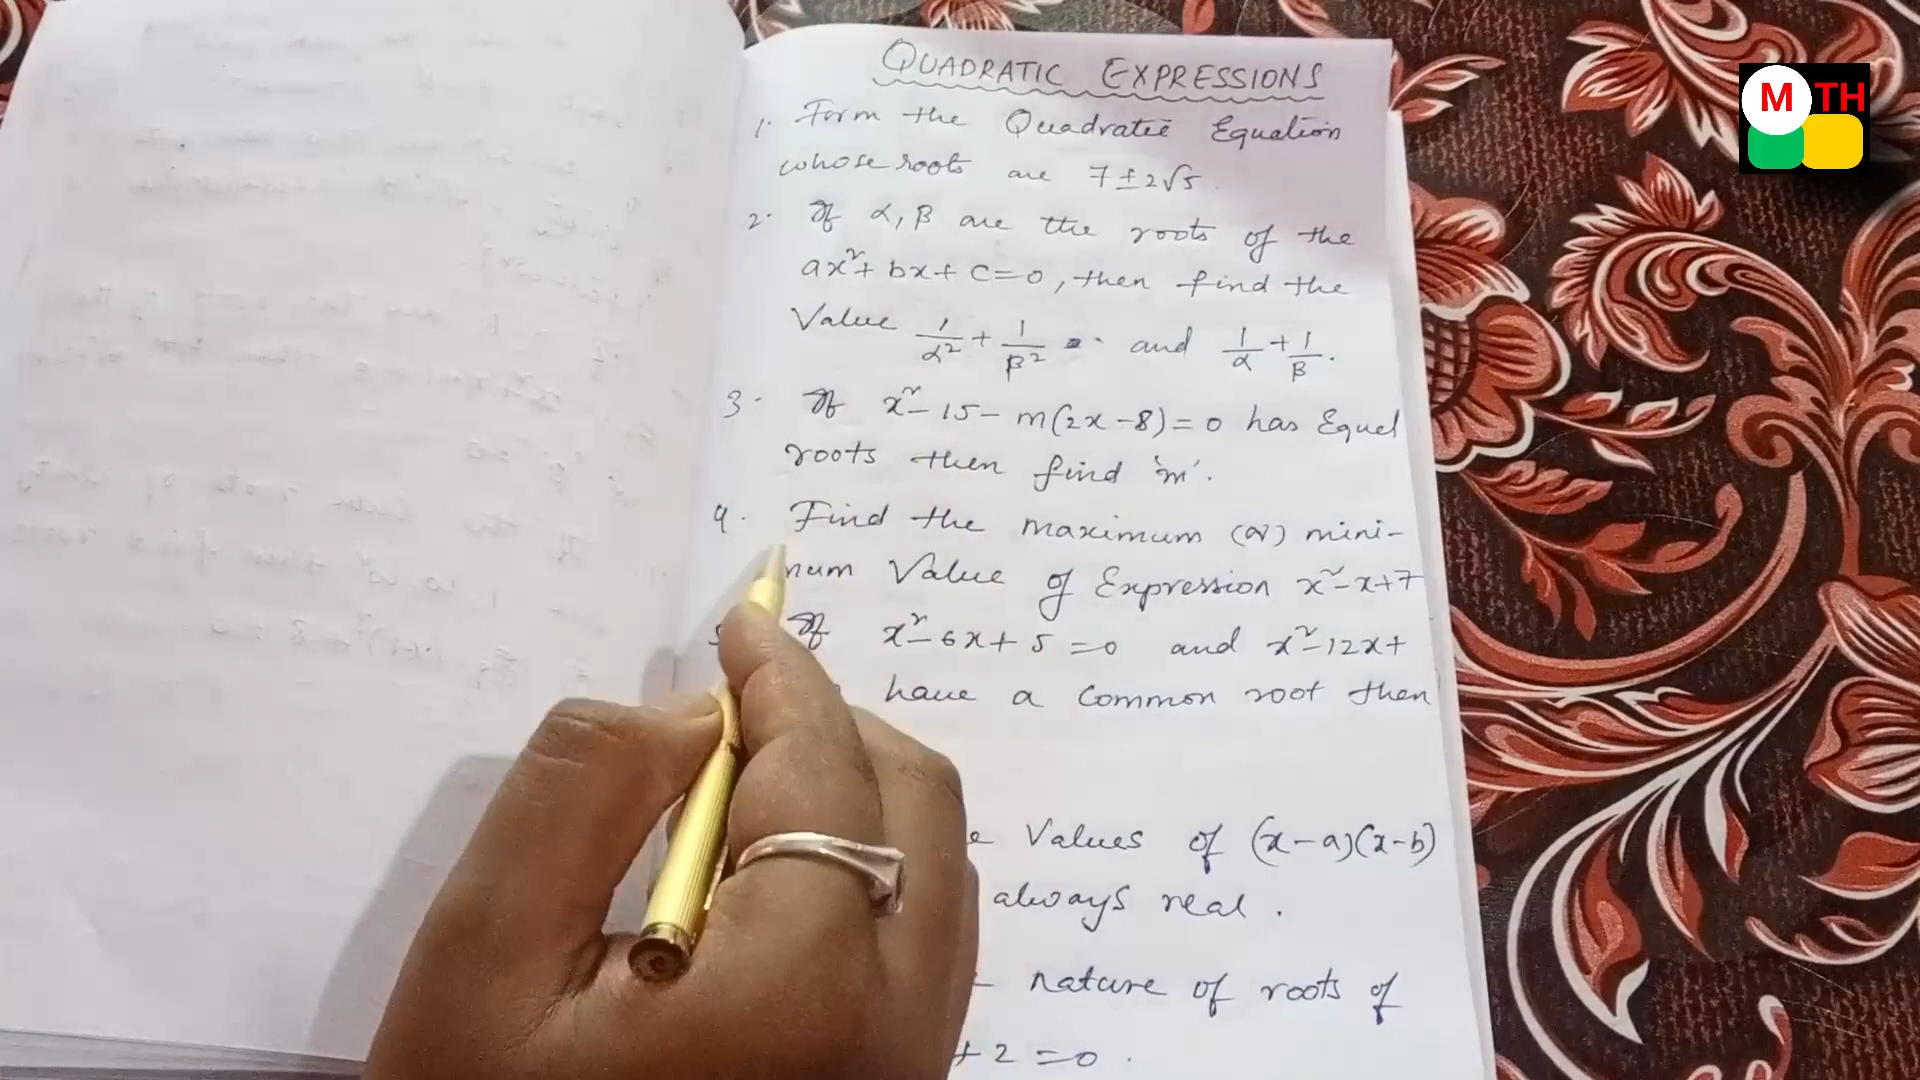 QUADRATIC EXPRESSIONS
M TH
1. Form the Quadratic Equation
whose roots are 7±2√5.
2. If α, β are the roots of the
ax²+ bx + c=0, then find the
Value 1/α² + 1/β² . and 1/α + 1/β.
3. If x²-15-m(2x-8)=0 has Equel
roots then find 'm'.
4. Find the maximum (or) mini-
mum Value of Expression x²-x+7
5. If x²-6x+5=0 and x²-12x+
have a common root then
Values of (x-a)(x-b)
always real.
nature of roots of
+2=0.